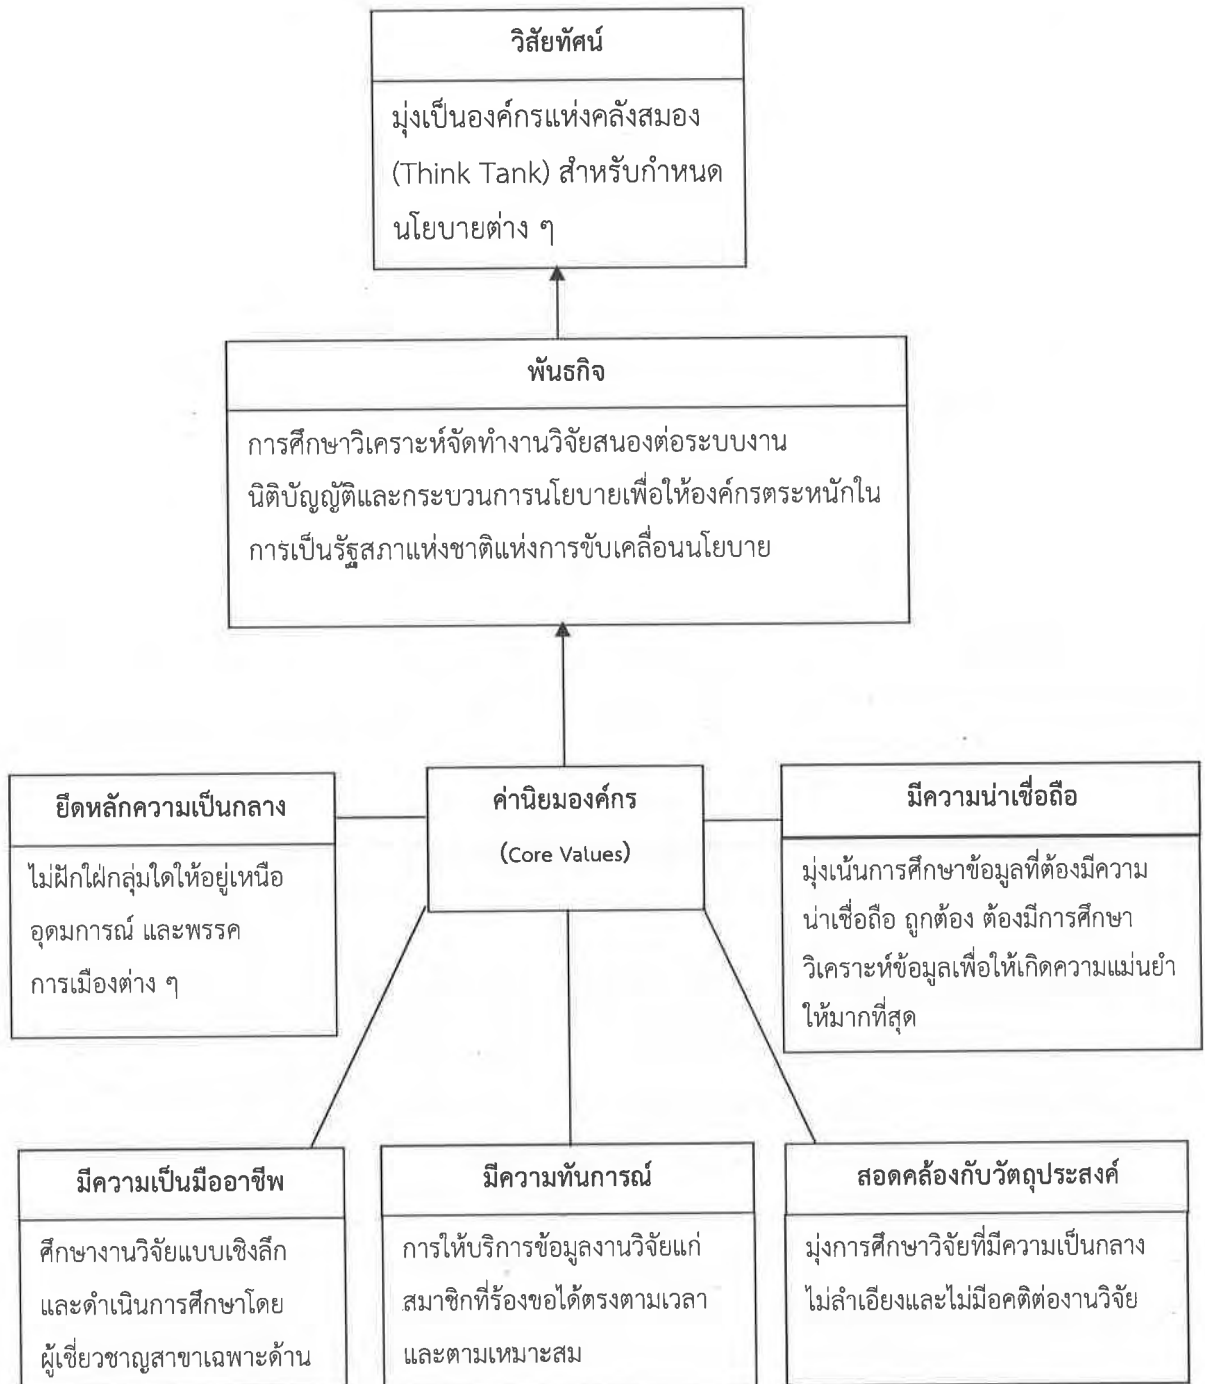 วิสัยทัศน์
มุ่งเป็นองค์กรแห่งคลังสมอง
(Think Tank) สำหรับกำหนด
นโยบายต่าง ๆ
พันธกิจ
การศึกษาวิเคราะห์จัดทำงานวิจัยสนองต่อระบบงาน
นิติบัญญัติและกระบวนการนโยบายเพื่อให้องค์กรตระหนักใน
การเป็นรัฐสภาแห่งชาติแห่งการขับเคลื่อนนโยบาย
ยึดหลักความเป็นกลาง
ไม่ฝักใฝ่กลุ่มใดให้อยู่เหนือ
อุดมการณ์ และพรรค
การเมืองต่าง ๆ
ค่านิยมองค์กร
(Core Values)
มีความน่าเชื่อถือ
มุ่งเน้นการศึกษาข้อมูลที่ต้องมีความ
น่าเชื่อถือ ถูกต้อง ต้องมีการศึกษา
วิเคราะห์ข้อมูลเพื่อให้เกิดความแม่นยำ
ให้มากที่สุด
มีความเป็นมืออาชีพ
ศึกษางานวิจัยแบบเชิงลึก
และดำเนินการศึกษาโดย
ผู้เชี่ยวชาญสาขาเฉพาะด้าน
มีความทันการณ์
การให้บริการข้อมูลงานวิจัยแก่
สมาชิกที่ร้องขอได้ตรงตามเวลา
และตามเหมาะสม
สอดคล้องกับวัตถุประสงค์
มุ่งการศึกษาวิจัยที่มีความเป็นกลาง
ไม่ลำเอียงและไม่มีอคติต่องานวิจัย